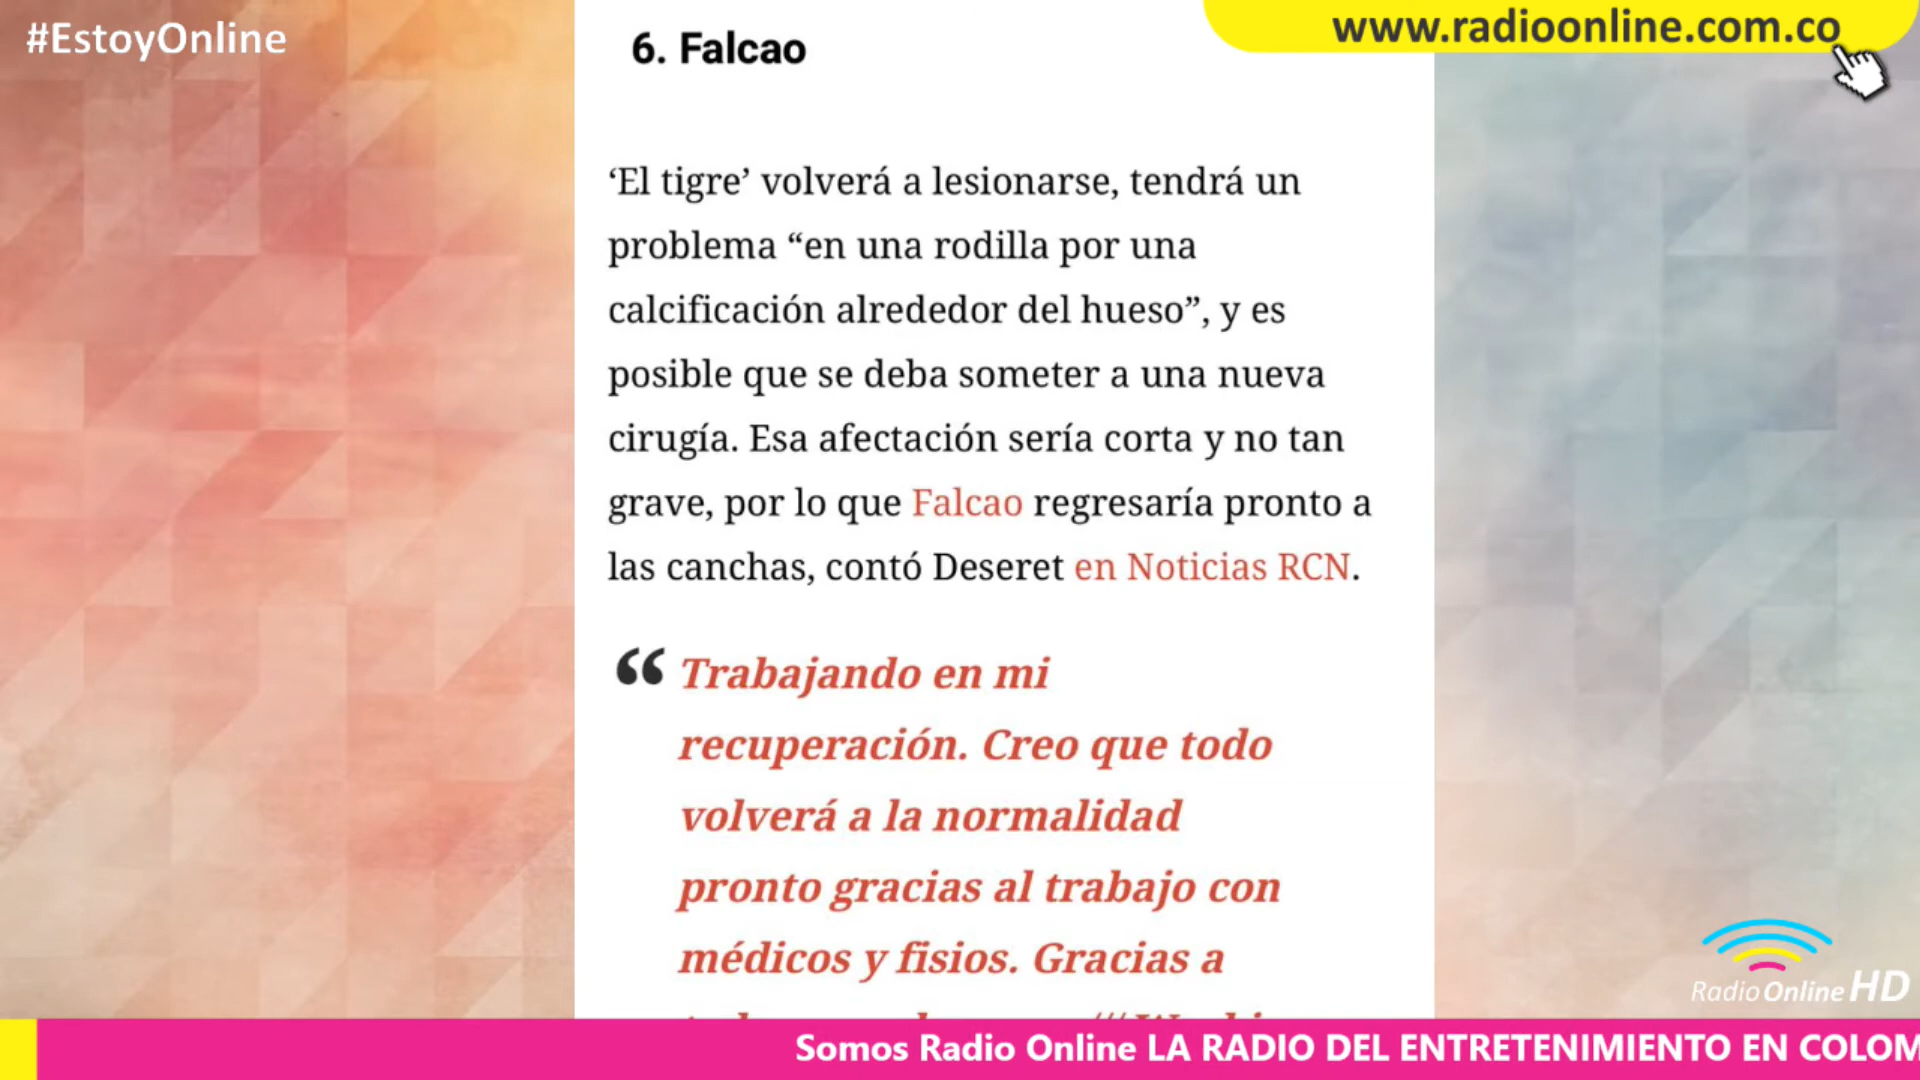 #EstoyOnline
www.radioonline.com.co
6. Falcao
‘El tigre’ volverá a lesionarse, tendrá un
problema “en una rodilla por una
calcificación alrededor del hueso”, y es
posible que se deba someter a una nueva
cirugía. Esa afectación sería corta y no tan
grave, por lo que Falcao regresaría pronto a
las canchas, contó Deseret en Noticias RCN.
“ Trabajando en mi
recuperación. Creo que todo
volverá a la normalidad
pronto gracias al trabajo con
médicos y fisios. Gracias a
Radio Online HD
Somos Radio Online LA RADIO DEL ENTRETENIMIENTO EN COLOM